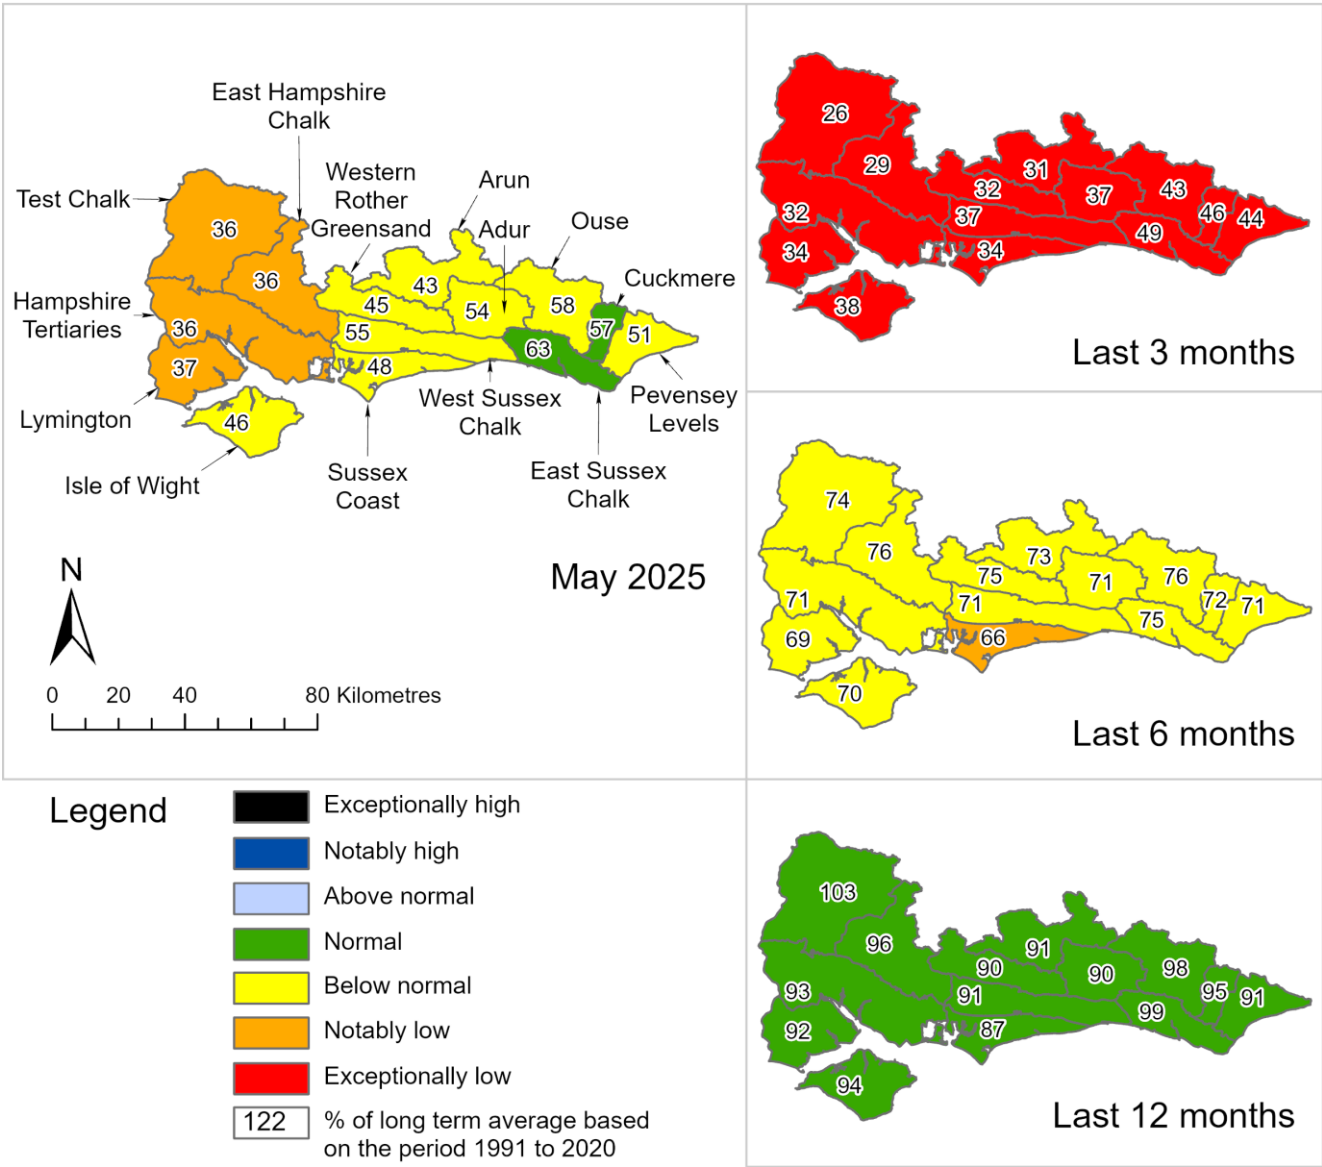 East Hampshire
Chalk
Western
Rother
Greensand
Arun
Adur
Ouse
Cuckmere
Test Chalk
Hampshire
Tertiaries
Lymington
Isle of Wight
Sussex
Coast
West Sussex
Chalk
East Sussex
Chalk
Pevensey
Levels
36
36
36
37
46
45
43
55
48
54
58
63
57
51
May 2025
N
0 20 40 80 Kilometres
26
29
32
34
38
32
31
37
34
37
43
49
46
44
Last 3 months
74
76
71
69
70
75
73
71
66
71
76
75
72
71
Last 6 months
103
96
93
92
94
90
91
91
87
90
98
99
95
91
Last 12 months
Legend
Exceptionally high
Notably high
Above normal
Normal
Below normal
Notably low
Exceptionally low
122 % of long term average based
on the period 1991 to 2020